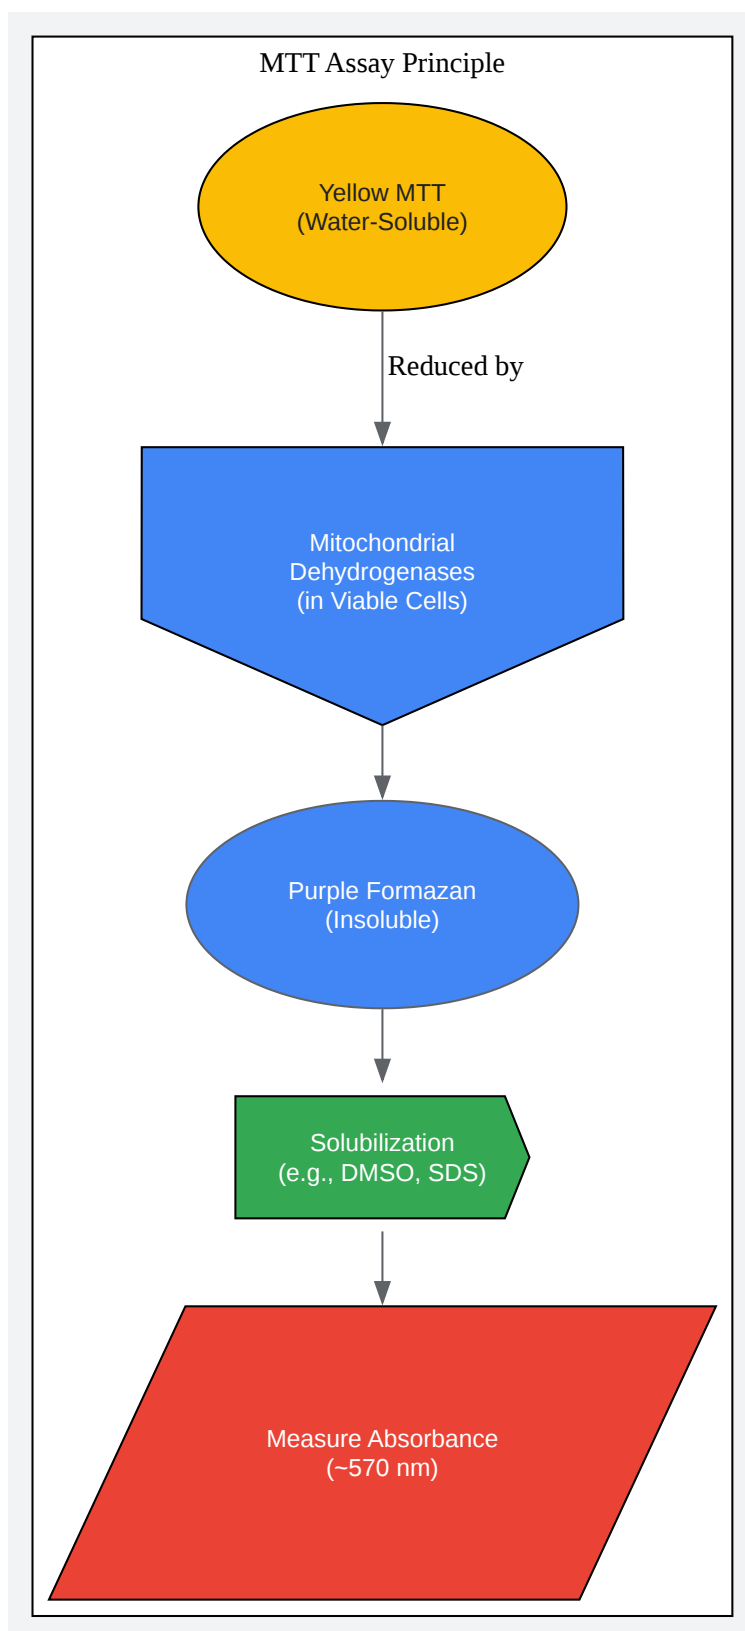 MTT Assay Principle
Yellow MTT
(Water-Soluble)
Reduced by
Mitochondrial
Dehydrogenases
(in Viable Cells)
Purple Formazan
(Insoluble)
Solubilization
(e.g., DMSO, SDS)
Measure Absorbance
(~570 nm)